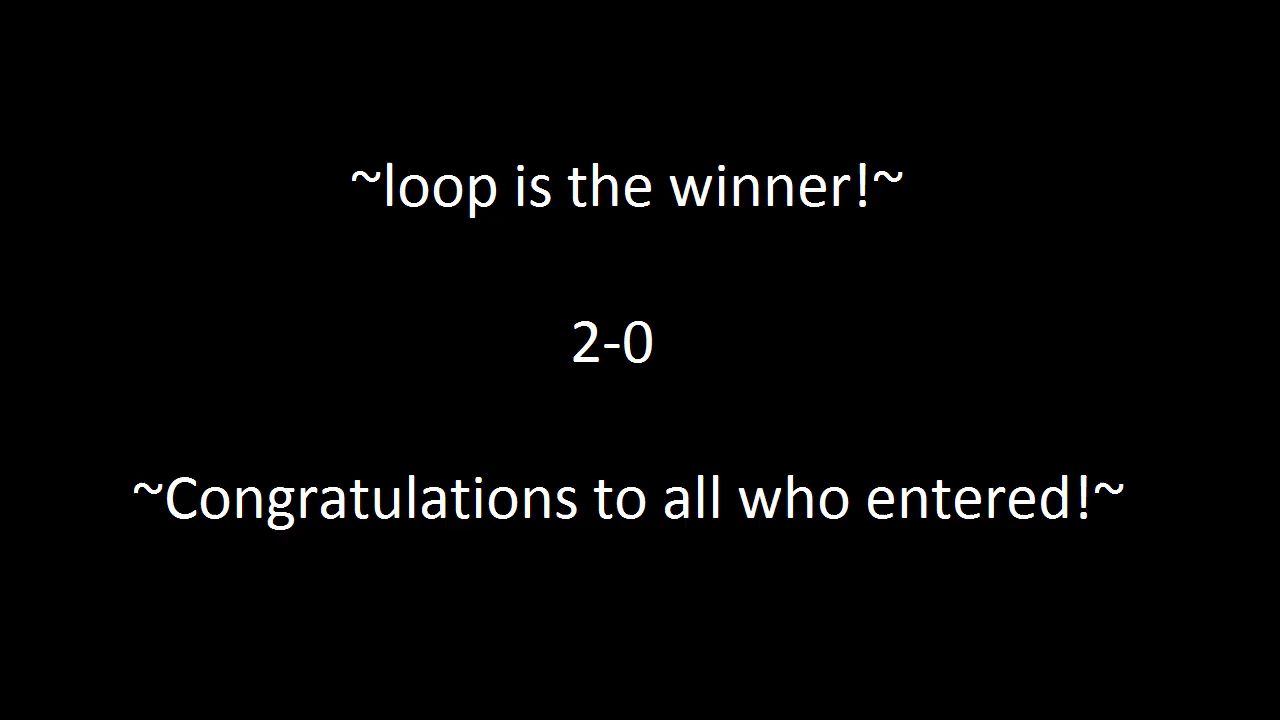 ~loop is the winner!~
2-0
~Congratulations to all who entered!~